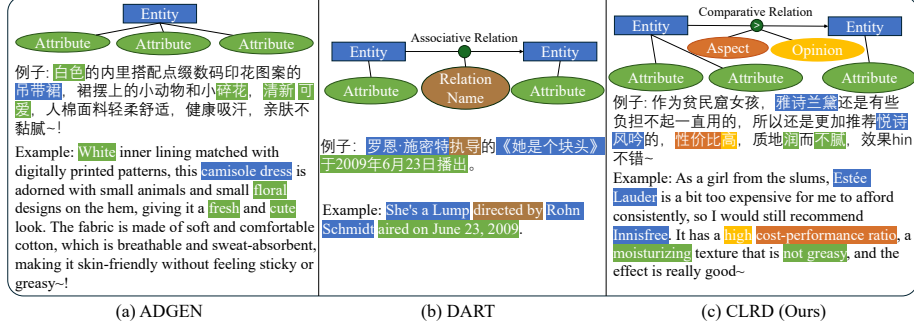 Entity
Attribute Attribute Attribute
例子: 白色的内里搭配点缀数码印花图案的
吊带裙，裙摆上的小动物和小碎花，清新可
爱，人棉面料轻柔舒适，健康吸汗，亲肤不
黏腻~!
Example: White inner lining matched with
digitally printed patterns, this camisole dress is
adorned with small animals and small floral
designs on the hem, giving it a fresh and cute
look. The fabric is made of soft and comfortable
cotton, which is breathable and sweat-absorbent,
making it skin-friendly without feeling sticky or
greasy~!
(a) ADGEN
Associative Relation
Entity Entity
Attribute Relation Name Attribute
例子：罗恩·施密特执导的《她是个块头》
于2009年6月23日播出。
Example: She's a Lump directed by Rohn
Schmidt aired on June 23, 2009.
(b) DART
Comparative Relation
Entity > Entity
Aspect Opinion
Attribute Attribute
例子: 作为贫民窟女孩，雅诗兰黛还是有些
负担不起一直用的，所以还是更加推荐悦诗
风吟的，性价比高，质地润而不腻，效果hin
不错~
Example: As a girl from the slums, Estée
Lauder is a bit too expensive for me to afford
consistently, so I would still recommend
Innisfree. It has a high cost-performance ratio, a
moisturizing texture that is not greasy, and the
effect is really good~
(c) CLRD (Ours)